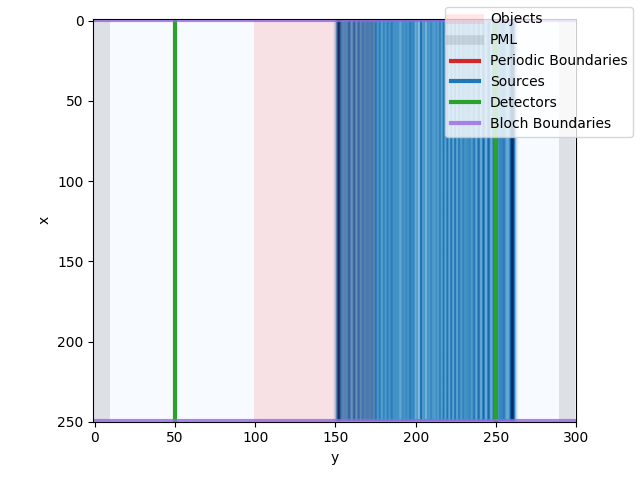 Objects
PML
Periodic Boundaries
Sources
Detectors
Bloch Boundaries
0
50
100
150
200
250
x
0
50
100
150
200
250
300
y